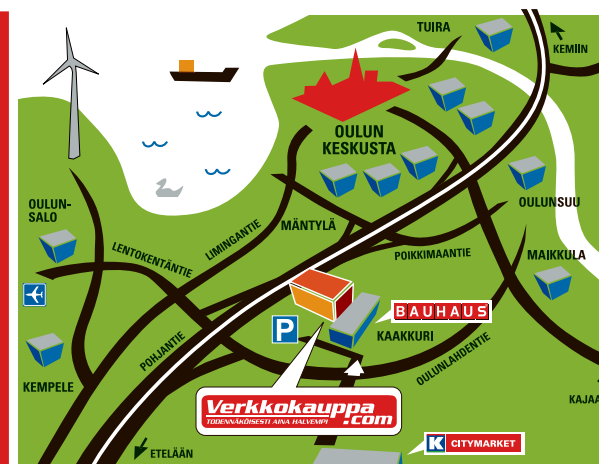 TUIRA
KEMIIN
OULUN
KESKUSTA
OULUN-
SALO
OULUNSUU
LENTOKENTÄNTIE
LIMINGANTIE
MÄNTYLÄ
POIKKIMAANTIE
MAIKKULA
BAUHAUS
P
KAAKKURI
POHJANTIE
OULUNLAHDENTIE
KEMPELE
KAJAA
Verkkokauppa
.com
TODENNÄKÖISESTI AINA HALVEMPI
K CITYMARKET
ETELÄÄN